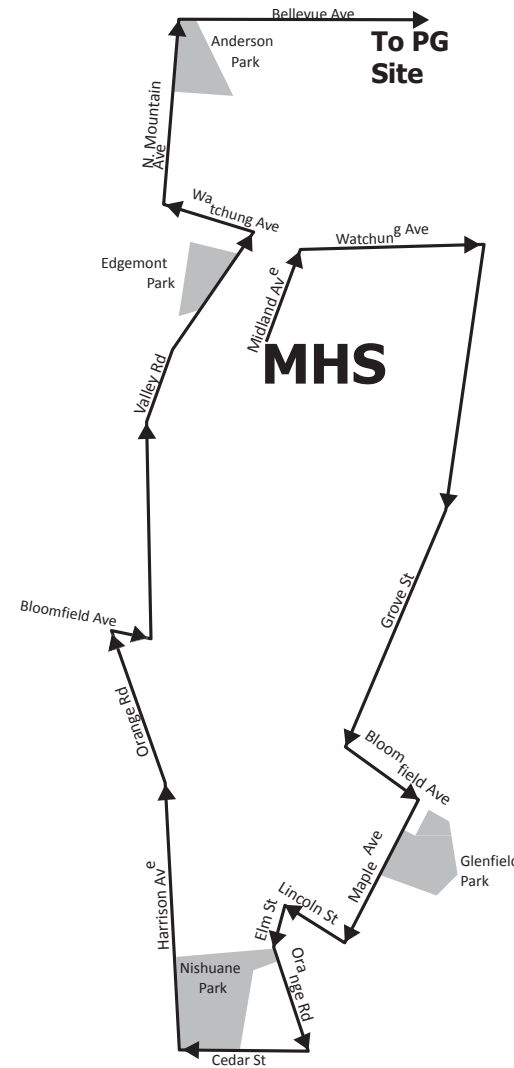 Bellevue Ave
Anderson
Park
To PG
Site
N. Mountain
Ave
Watchung Ave
Edgemont
Park
Watchung Ave
Midland Ave
MHS
Valley Rd
Bloomfield Ave
Grove St
Orange Rd
Bloomfield Ave
Maple Ave
Glenfield
Park
Lincoln St
Elm St
Harrison Ave
Nishuane
Park
Orange Rd
Cedar St